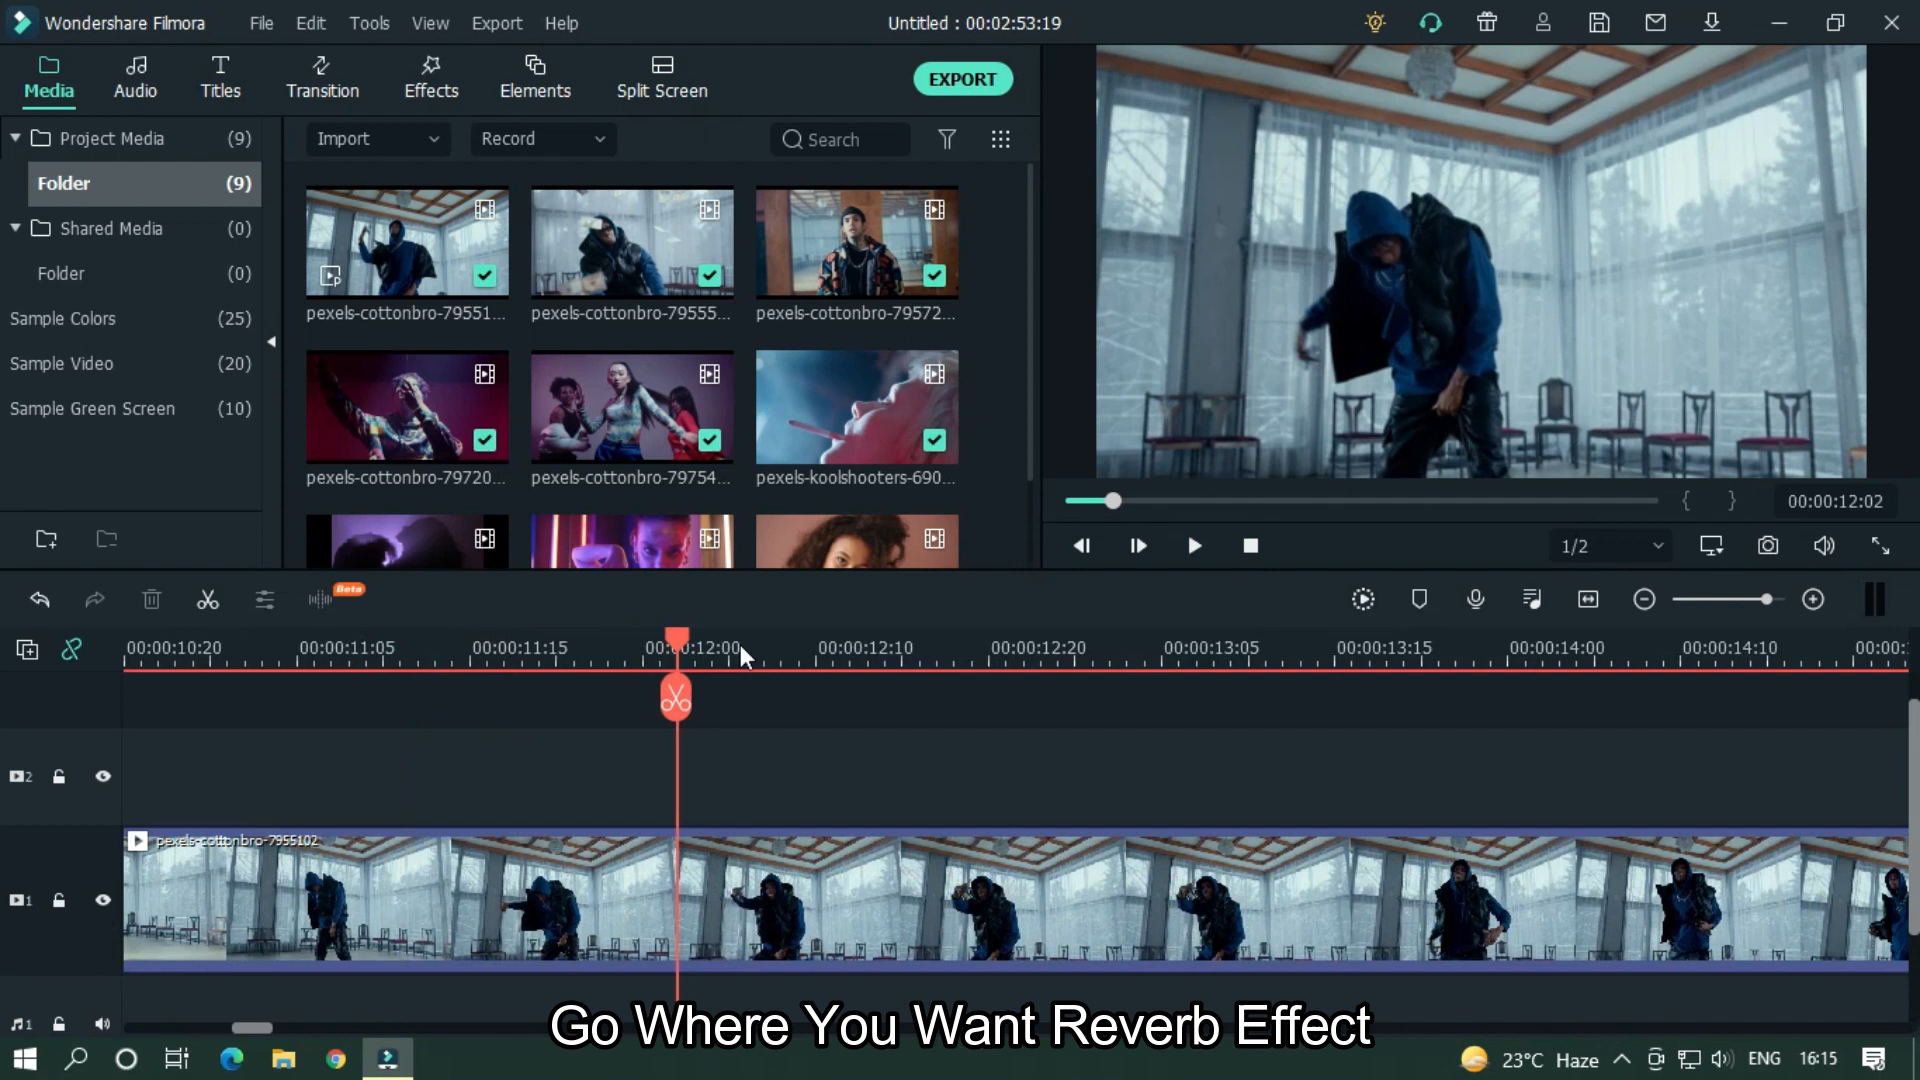 Wondershare Filmora File Edit Tools View Export Help Untitled : 00:02:53:19
Media Audio Titles Transition Effects Elements Split Screen EXPORT
Project Media (9) Import Record Search
Folder (9)
Shared Media (0)
Folder (0)
Sample Colors (25)
Sample Video (20)
Sample Green Screen (10)
pexels-cottonbro-79551... pexels-cottonbro-79555... pexels-cottonbro-79572...
pexels-cottonbro-79720... pexels-cottonbro-79754... pexels-koolshooters-690...
{ } 00:00:12:02
1/2
Beta
00:00:10:20 00:00:11:05 00:00:11:15 00:00:12:00 00:00:12:10 00:00:12:20 00:00:13:05 00:00:13:15 00:00:14:00 00:00:14:10 00:00:
2
pexels-cottonbro-7955102
1
1
Go Where You Want Reverb Effect
23°C Haze ENG 16:15